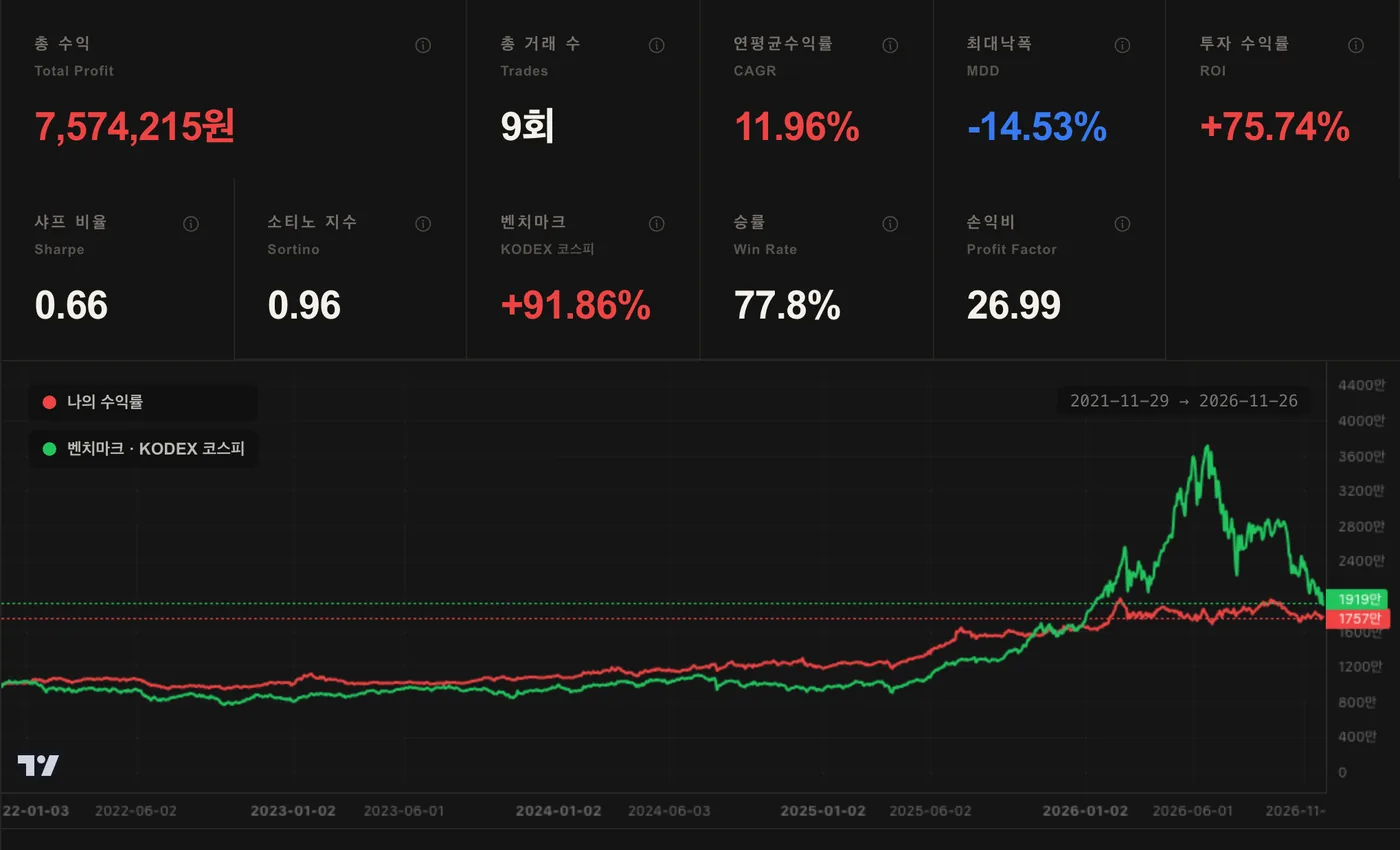 총 수익
Total Profit
7,574,215원
총 거래 수
Trades
9회
연평균수익률
CAGR
11.96%
최대낙폭
MDD
-14.53%
투자 수익률
ROI
+75.74%
샤프 비율
Sharpe
0.66
소티노 지수
Sortino
0.96
벤치마크
KODEX 코스피
+91.86%
승률
Win Rate
77.8%
손익비
Profit Factor
26.99
나의 수익률
벤치마크 · KODEX 코스피
2021-11-29 → 2026-11-26
4400만
4000만
3600만
3200만
2800만
2400만
1919만
1757만
1600만
1200만
800만
400만
0
22-01-03
2022-06-02
2023-01-02
2023-06-01
2024-01-02
2024-06-03
2025-01-02
2025-06-02
2026-01-02
2026-06-01
2026-11-